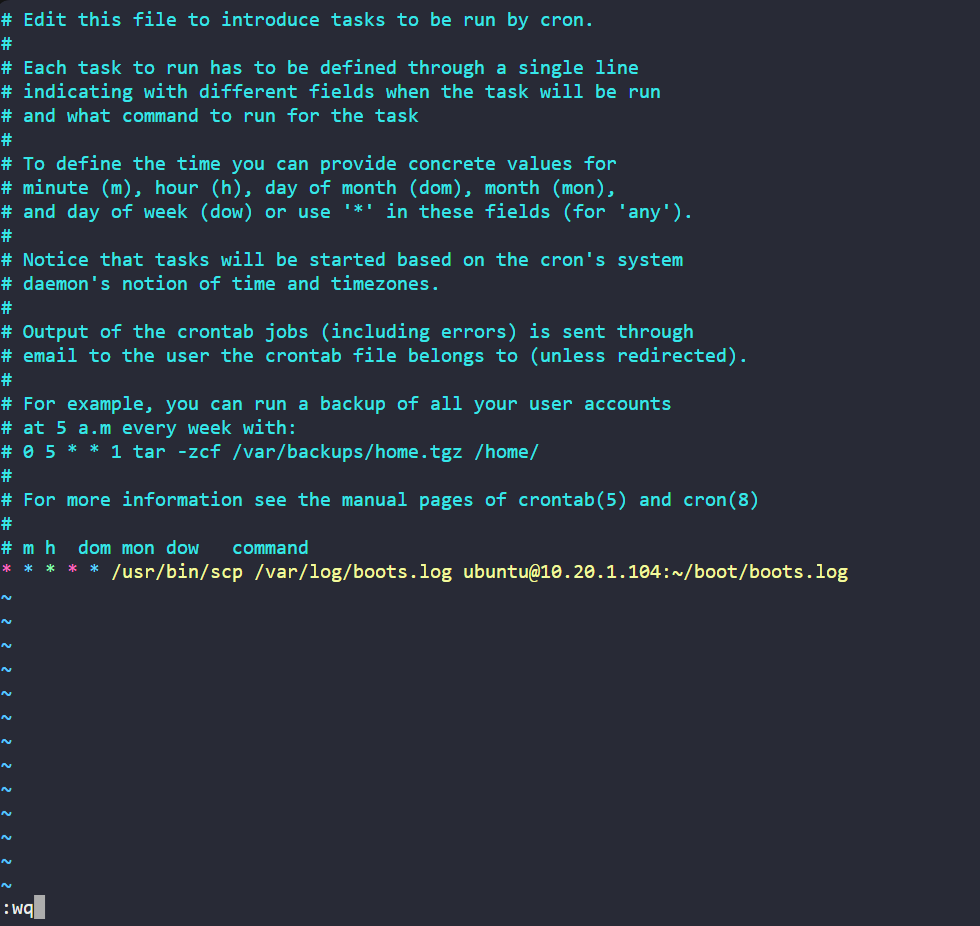 # Edit this file to introduce tasks to be run by cron.
#
# Each task to run has to be defined through a single line
# indicating with different fields when the task will be run
# and what command to run for the task
#
# To define the time you can provide concrete values for
# minute (m), hour (h), day of month (dom), month (mon),
# and day of week (dow) or use '*' in these fields (for 'any').
#
# Notice that tasks will be started based on the cron's system
# daemon's notion of time and timezones.
#
# Output of the crontab jobs (including errors) is sent through
# email to the user the crontab file belongs to (unless redirected).
#
# For example, you can run a backup of all your user accounts
# at 5 a.m every week with:
# 0 5 * * 1 tar -zcf /var/backups/home.tgz /home/
#
# For more information see the manual pages of crontab(5) and cron(8)
#
# m h  dom mon dow   command
* * * * * /usr/bin/scp /var/log/boots.log ubuntu@10.20.1.104:~/boot/boots.log
~
~
~
~
~
~
~
~
~
~
~
~
~
:wq